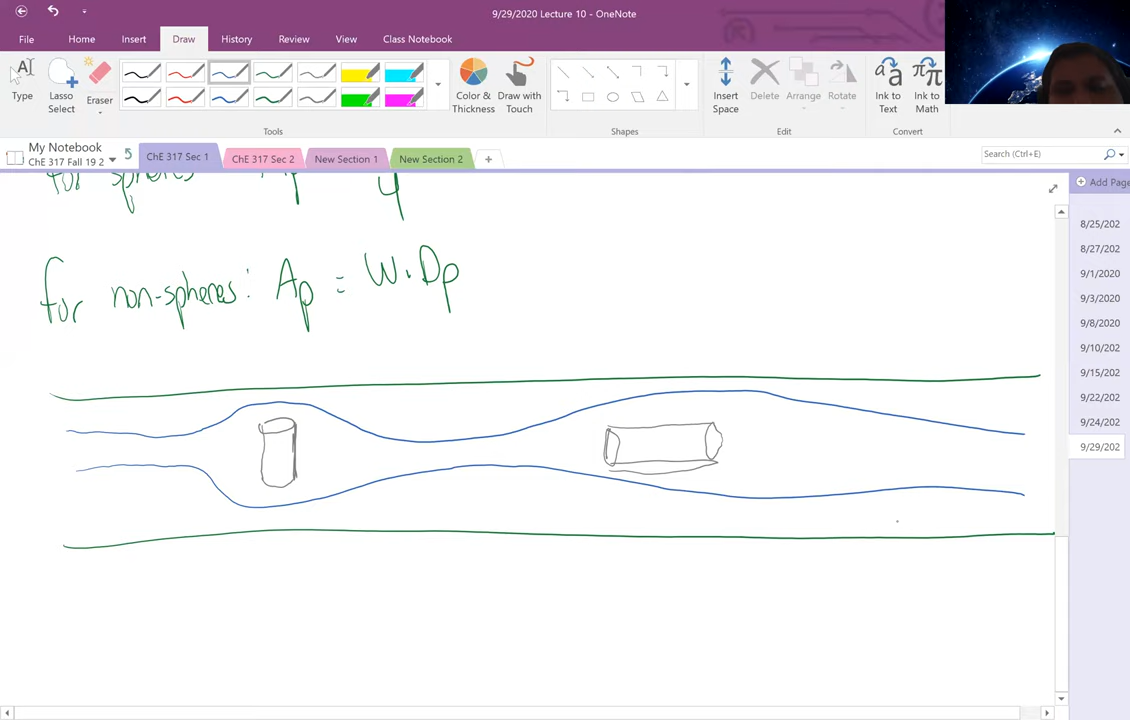 9/29/2020 Lecture 10 - OneNote
File Home Insert Draw History Review View Class Notebook
Type
Lasso Select
Eraser
Color & Thickness
Draw with Touch
Insert Space
Delete
Arrange
Rotate
Ink to Text
Ink to Math
Tools
Shapes
Edit
Convert
My Notebook
ChE 317 Fall 19 2
ChE 317 Sec 1
ChE 317 Sec 2
New Section 1
New Section 2
Search (Ctrl+E)
Add Page
8/25/202
8/27/202
9/1/2020
9/3/2020
9/8/2020
9/10/202
9/15/202
9/22/202
9/24/202
9/29/202
for spheres
4
for non-spheres: Ap = W·Dp